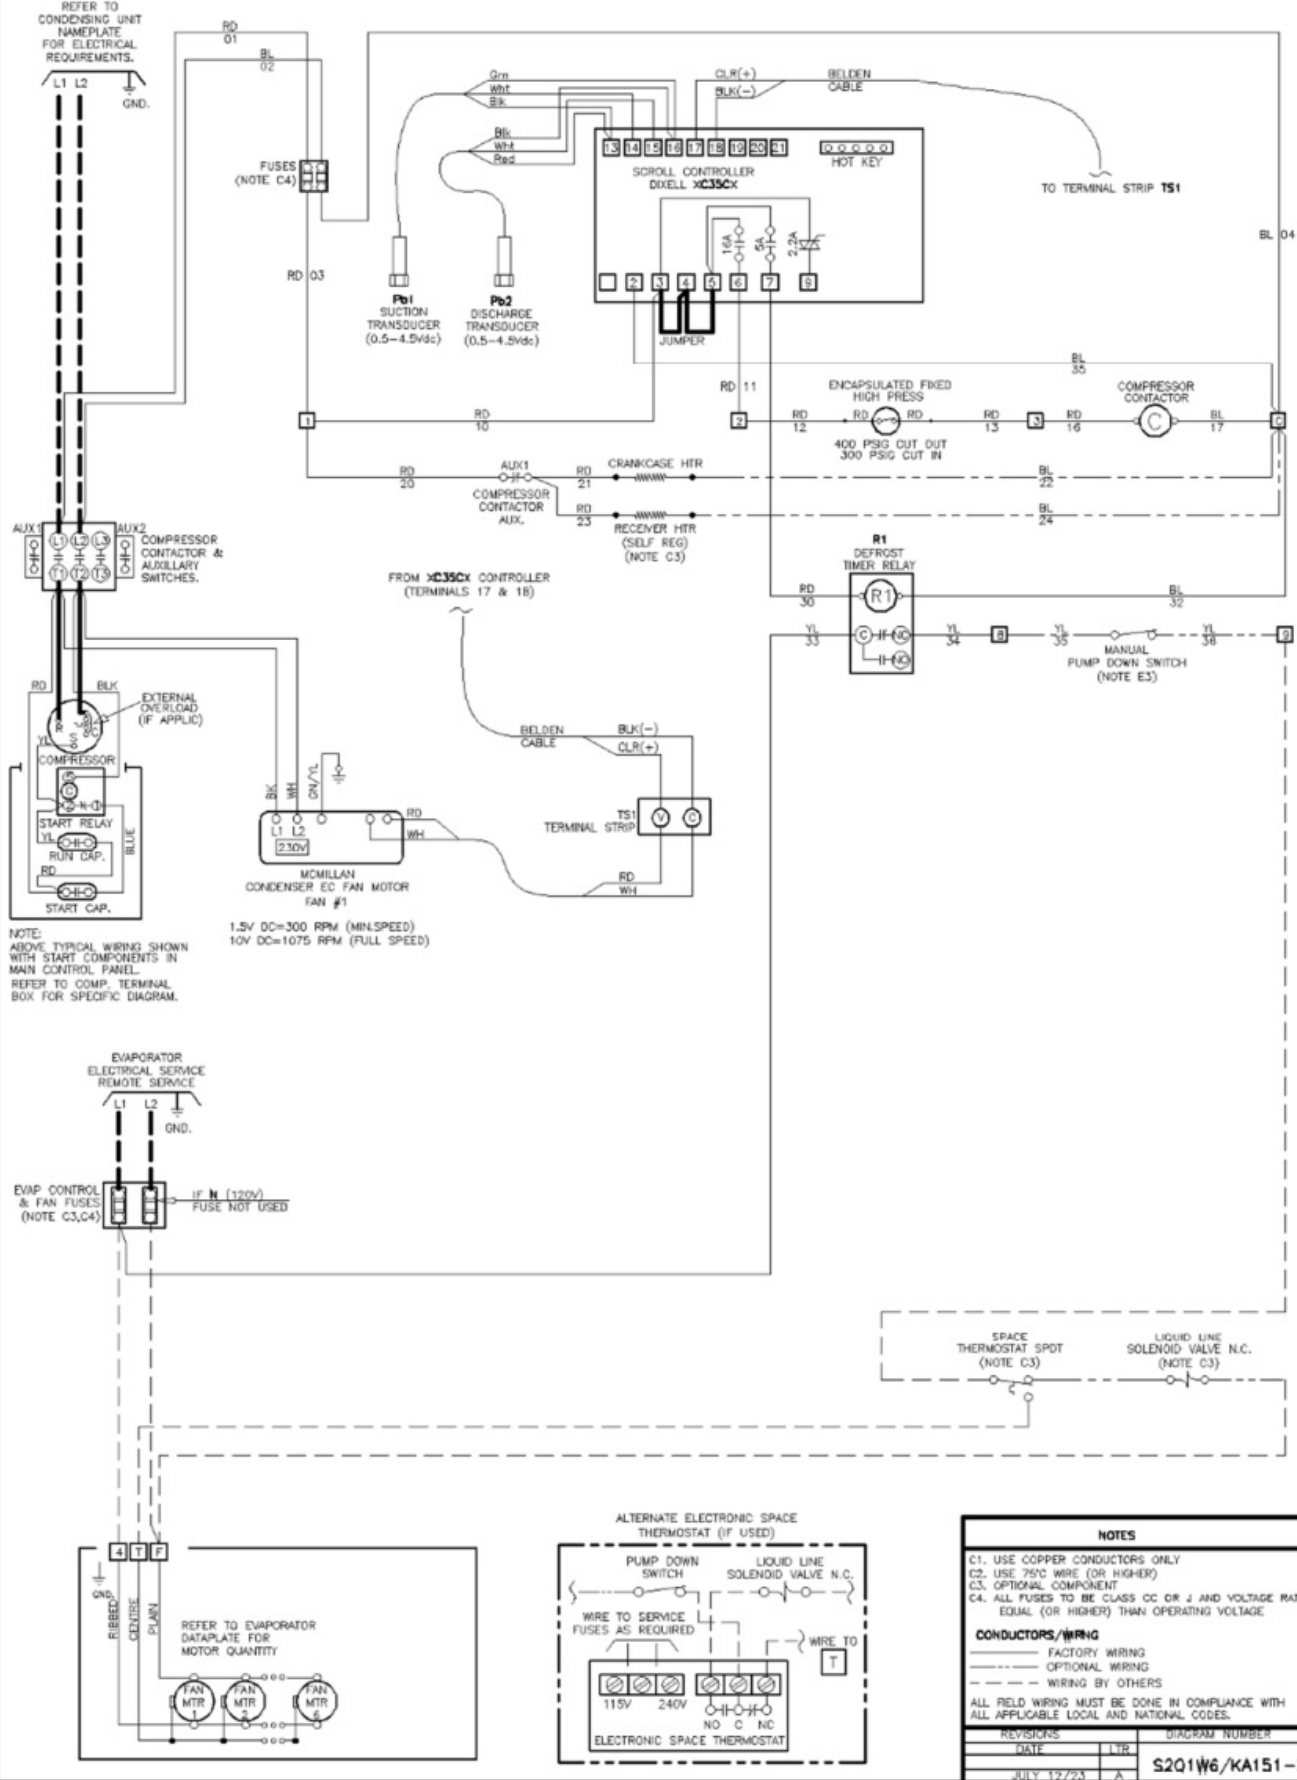 REFER TO
CONDENSING UNIT
NAMEPLATE
FOR ELECTRICAL
REQUIREMENTS.
L1 L2
GND.
RD
01
BL
02
FUSES
(NOTE C4)
RD 03
Grn
Wht
Blk
Blk
Wht
Red
CLR(+)
BLK(-)
BELDEN
CABLE
TO TERMINAL STRIP TS1
BL 04
13 14 15 16 17 18 19 20 21
HOT KEY
SCROLL CONTROLLER
DIXELL XC35CX
16A 5A 2.2A
2 3 4 5 6 7 9
JUMPER
Pb1
SUCTION
TRANSDUCER
(0.5-4.5Vdc)
Pb2
DISCHARGE
TRANSDUCER
(0.5-4.5Vdc)
BL
35
RD 11
1
RD
10
2
RD
12
ENCAPSULATED FIXED
HIGH PRESS
RD RD
400 PSIG CUT OUT
300 PSIG CUT IN
RD
13
3
RD
16
COMPRESSOR
CONTACTOR
C
BL
17
C
RD
20
AUX1
COMPRESSOR
CONTACTOR
AUX.
RD
21
CRANKCASE HTR
BL
22
RD
23
RECEIVER HTR
(SELF REG)
(NOTE C3)
BL
24
AUX1
L1 L2 L3
T1 T2 T3
AUX2
COMPRESSOR
CONTACTOR &
AUXILLARY
SWITCHES.
FROM XC35CX CONTROLLER
(TERMINALS 17 & 18)
R1
DEFROST
TIMER RELAY
RD
30
R1
BL
32
YL
33
C NC
NO
YL
34
8
YL
35
MANUAL
PUMP DOWN SWITCH
(NOTE E3)
YL
36
9
RD BLK
EXTERNAL
OVERLOAD
(IF APPLIC)
R S
YL
COMPRESSOR
5
C
2 1
START RELAY
YL
RUN CAP.
BLUE
RD
START CAP.
NOTE:
ABOVE TYPICAL WIRING SHOWN
WITH START COMPONENTS IN
MAIN CONTROL PANEL.
REFER TO COMP. TERMINAL
BOX FOR SPECIFIC DIAGRAM.
BK WH GN/YL
L1 L2
230V
RD
WH
MCMILLAN
CONDENSER EC FAN MOTOR
FAN #1
1.5V DC=300 RPM (MIN.SPEED)
10V DC=1075 RPM (FULL SPEED)
BELDEN
CABLE
BLK(-)
CLR(+)
TS1
TERMINAL STRIP
V C
RD
WH
EVAPORATOR
ELECTRICAL SERVICE
REMOTE SERVICE
L1 L2
GND.
EVAP CONTROL
& FAN FUSES
(NOTE C3,C4)
IF N (120V)
FUSE NOT USED
SPACE
THERMOSTAT SPDT
(NOTE C3)
LIQUID LINE
SOLENOID VALVE N.C.
(NOTE C3)
4 T F
GND.
RIBBED
CENTRE
PLAIN
REFER TO EVAPORATOR
DATAPLATE FOR
MOTOR QUANTITY
FAN
MTR
1
FAN
MTR
2
FAN
MTR
6
ALTERNATE ELECTRONIC SPACE
THERMOSTAT (IF USED)
PUMP DOWN
SWITCH
LIQUID LINE
SOLENOID VALVE N.C.
WIRE TO SERVICE
FUSES AS REQUIRED
WIRE TO
T
115V 240V
NO C NC
ELECTRONIC SPACE THERMOSTAT
NOTES
C1. USE COPPER CONDUCTORS ONLY
C2. USE 75°C WIRE (OR HIGHER)
C3. OPTIONAL COMPONENT
C4. ALL FUSES TO BE CLASS CC OR J AND VOLTAGE RA
EQUAL (OR HIGHER) THAN OPERATING VOLTAGE
CONDUCTORS/WIRNG
FACTORY WIRING
OPTIONAL WIRING
WIRING BY OTHERS
ALL FIELD WIRING MUST BE DONE IN COMPLIANCE WITH
ALL APPLICABLE LOCAL AND NATIONAL CODES.
REVISIONS
DIAGRAM NUMBER
DATE LTR
JULY 12/23 A
S2Q1W6/KA151-